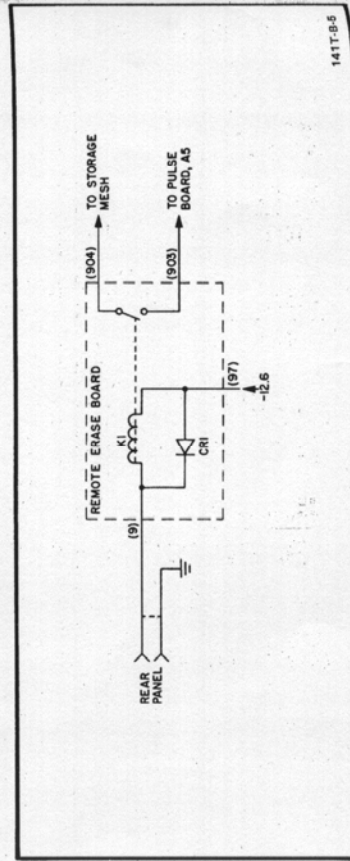 141T-B-5
(904)
TO STORAGE
MESH
TO PULSE
BOARD, A5
(903)
REMOTE ERASE BOARD
K1
CR1
(97)
-12.6
(9)
REAR
PANEL